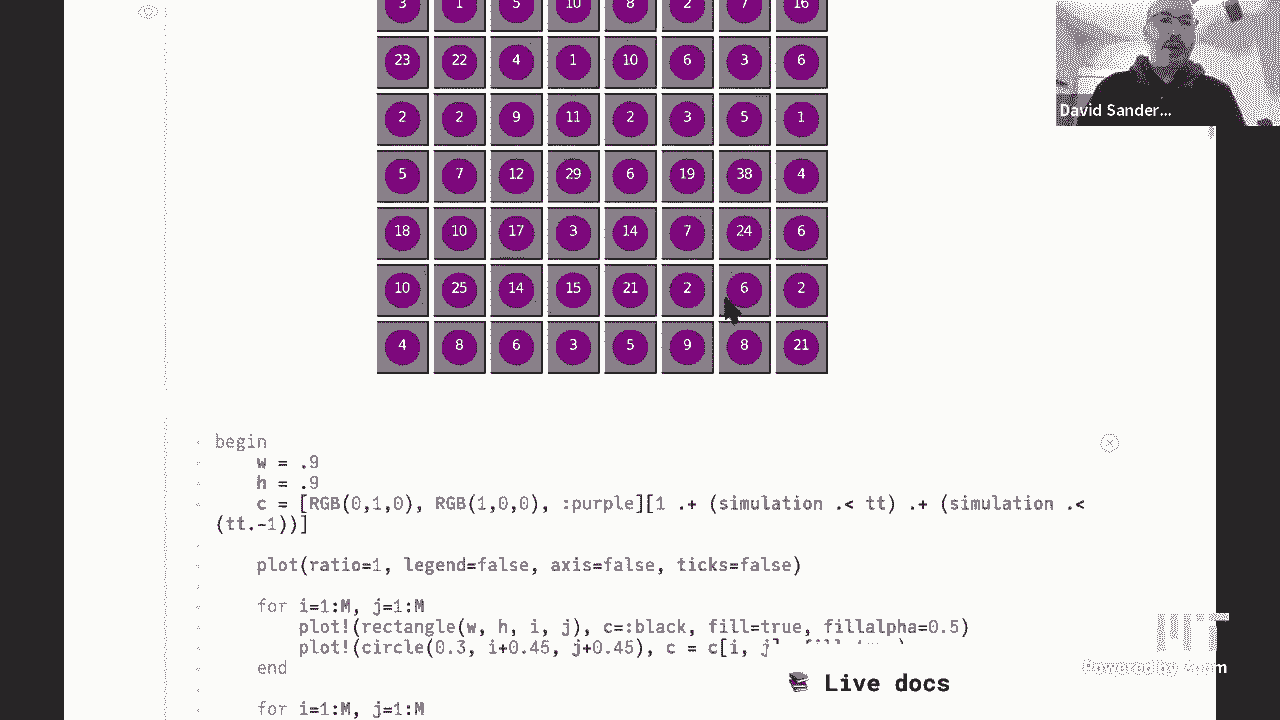 3 1 5 10 8 2 7 16
23 22 4 1 10 6 3 6
2 2 9 11 2 3 5 1
5 7 12 29 6 19 38 4
18 10 17 3 14 7 24 6
10 25 14 15 21 2 6 2
4 8 6 3 5 9 8 21
David Sander...
begin
w = .9
h = .9
c = [RGB(0,1,0), RGB(1,0,0), :purple][1 .+ (simulation .< tt) .+ (simulation .<
(tt.-1))]
plot(ratio=1, legend=false, axis=false, ticks=false)
for i=1:M, j=1:M
plot!(rectangle(w, h, i, j), c=:black, fill=true, fillalpha=0.5)
plot!(circle(0.3, i+0.45, j+0.45), c = c[i, j]
end
for i=1:M, j=1:M
Live docs
MIT
Powered by Zoom